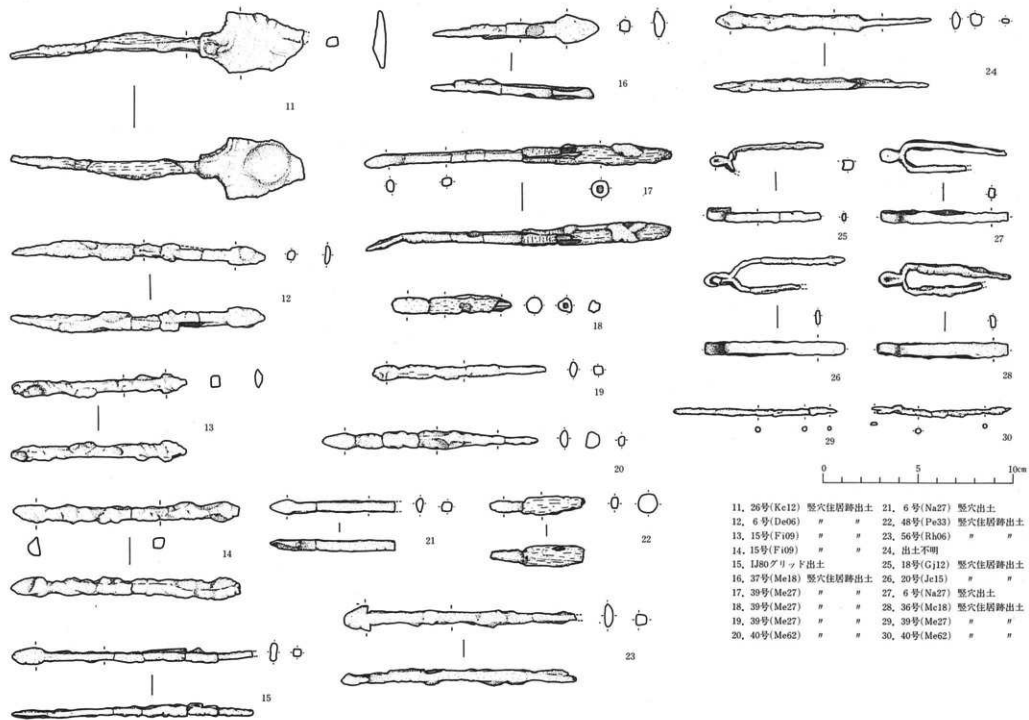 11
12
13
14
15
16
17
18
19
20
21
22
23
24
25
26
27
28
29
30
0 5 10cm
11. 26号(Kc12) 竪穴住居跡出土
12. 6号(De06) 〃 〃
13. 15号(Fi09) 〃 〃
14. 15号(Fi09) 〃 〃
15. IJ80グリッド出土
16. 37号(Me18) 竪穴住居跡出土
17. 39号(Me27) 〃 〃
18. 39号(Me27) 〃 〃
19. 39号(Me27) 〃 〃
20. 40号(Me62) 〃 〃
21. 6号(Na27) 竪穴出土
22. 48号(Pe33) 竪穴住居跡出土
23. 56号(Rh06) 〃 〃
24. 出土不明
25. 18号(Gj12) 竪穴住居跡出土
26. 20号(Jc15) 〃 〃
27. 6号(Na27) 竪穴出土
28. 36号(Mc18) 竪穴住居跡出土
29. 39号(Me27) 〃 〃
30. 40号(Me62) 〃 〃